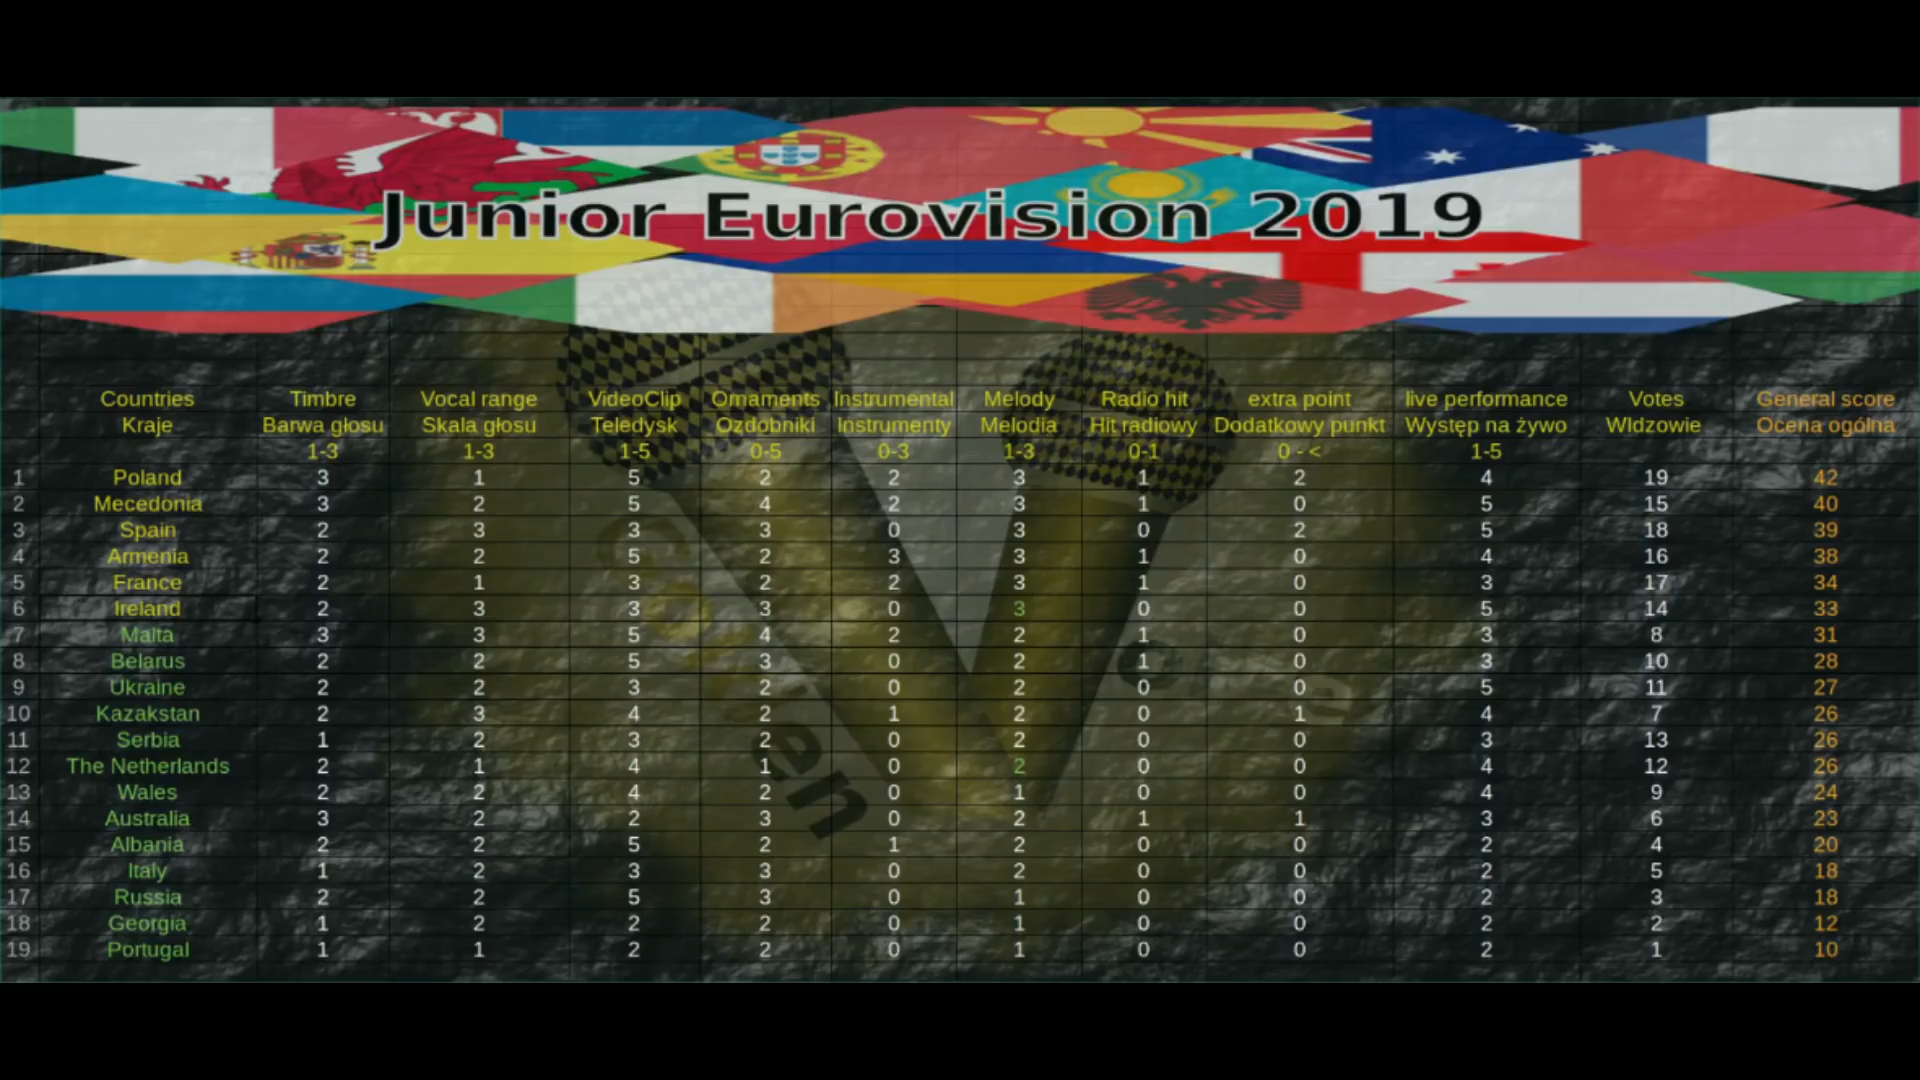 Junior Eurovision 2019
Countries Timbre Vocal range VideoClip Ornaments Instrumental Melody Radio hit extra point live performance Votes General score
Kraje Barwa głosu Skala głosu Teledysk Ozdobniki Instrumenty Melodia Hit radiowy Dodatkowy punkt Występ na żywo WIdzowie Ocena ogólna
1-3 1-3 1-5 0-5 0-3 1-3 0-1 0 - < 1-5
1 Poland 3 1 5 2 2 3 1 2 4 19 42
2 Mecedonia 3 2 5 4 2 3 1 0 5 15 40
3 Spain 2 3 3 3 0 3 0 2 5 18 39
4 Armenia 2 2 5 2 3 3 1 0 4 16 38
5 France 2 1 3 2 2 3 1 0 3 17 34
6 Ireland 2 3 3 3 0 3 0 0 5 14 33
7 Malta 3 3 5 4 2 2 1 0 3 8 31
8 Belarus 2 2 5 3 0 2 1 0 3 10 28
9 Ukraine 2 2 3 2 0 2 0 0 5 11 27
10 Kazakstan 2 3 4 2 1 2 0 1 4 7 26
11 Serbia 1 2 3 2 0 2 0 0 3 13 26
12 The Netherlands 2 1 4 1 0 2 0 0 4 12 26
13 Wales 2 2 4 2 0 1 0 0 4 9 24
14 Australia 3 2 2 3 0 2 1 1 3 6 23
15 Albania 2 2 5 2 1 2 0 0 2 4 20
16 Italy 1 2 3 3 0 2 0 0 2 5 18
17 Russia 2 2 5 3 0 1 0 0 2 3 18
18 Georgia 1 2 2 2 0 1 0 0 2 2 12
19 Portugal 1 1 2 2 0 1 0 0 2 1 10